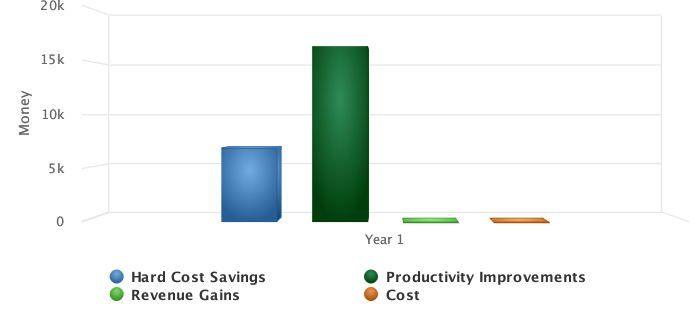 20k
15k
10k
5k
0
Money
Year 1
Hard Cost Savings
Productivity Improvements
Revenue Gains
Cost